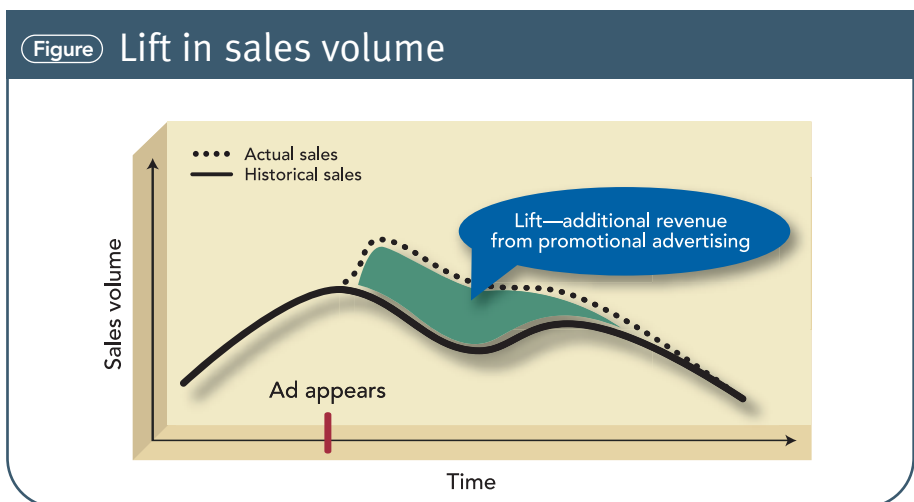 Figure Lift in sales volume
Actual sales
Historical sales
Lift—additional revenue
from promotional advertising
Sales volume
Ad appears
Time